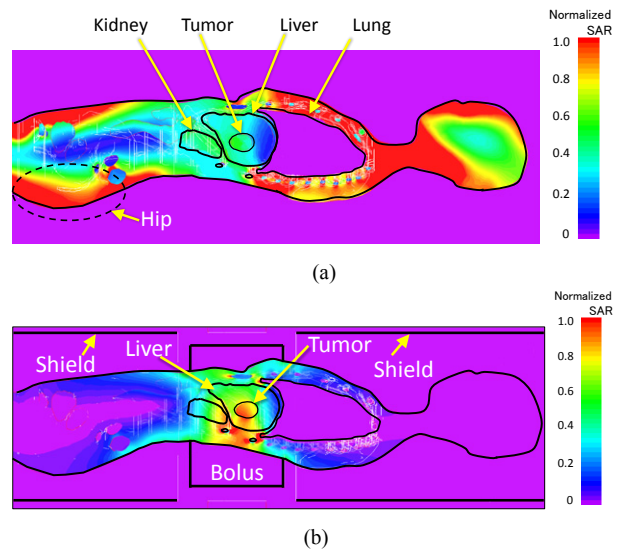 Kidney Tumor Liver Lung
Normalized
SAR
1.0
0.8
0.6
0.4
0.2
0
Hip
(a)
Normalized
SAR
1.0
0.8
0.6
0.4
0.2
0
Shield Liver Tumor Shield
Bolus
(b)